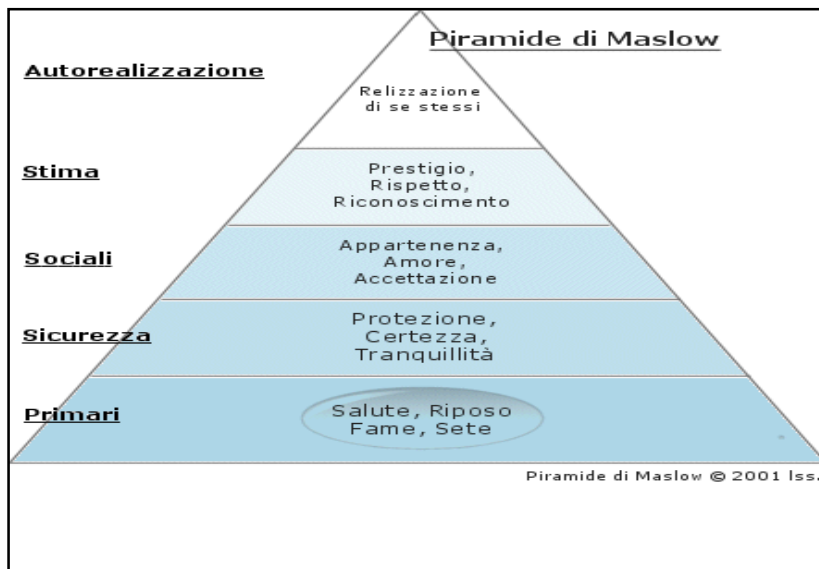 Piramide di Maslow
Autorealizzazione
Relizzazione
di se stessi
Stima
Prestigio,
Rispetto,
Riconoscimento
Sociali
Appartenenza,
Amore,
Accettazione
Sicurezza
Protezione,
Certezza,
Tranquillità
Primari
Salute, Riposo
Fame, Sete
Piramide di Maslow © 2001 lss.